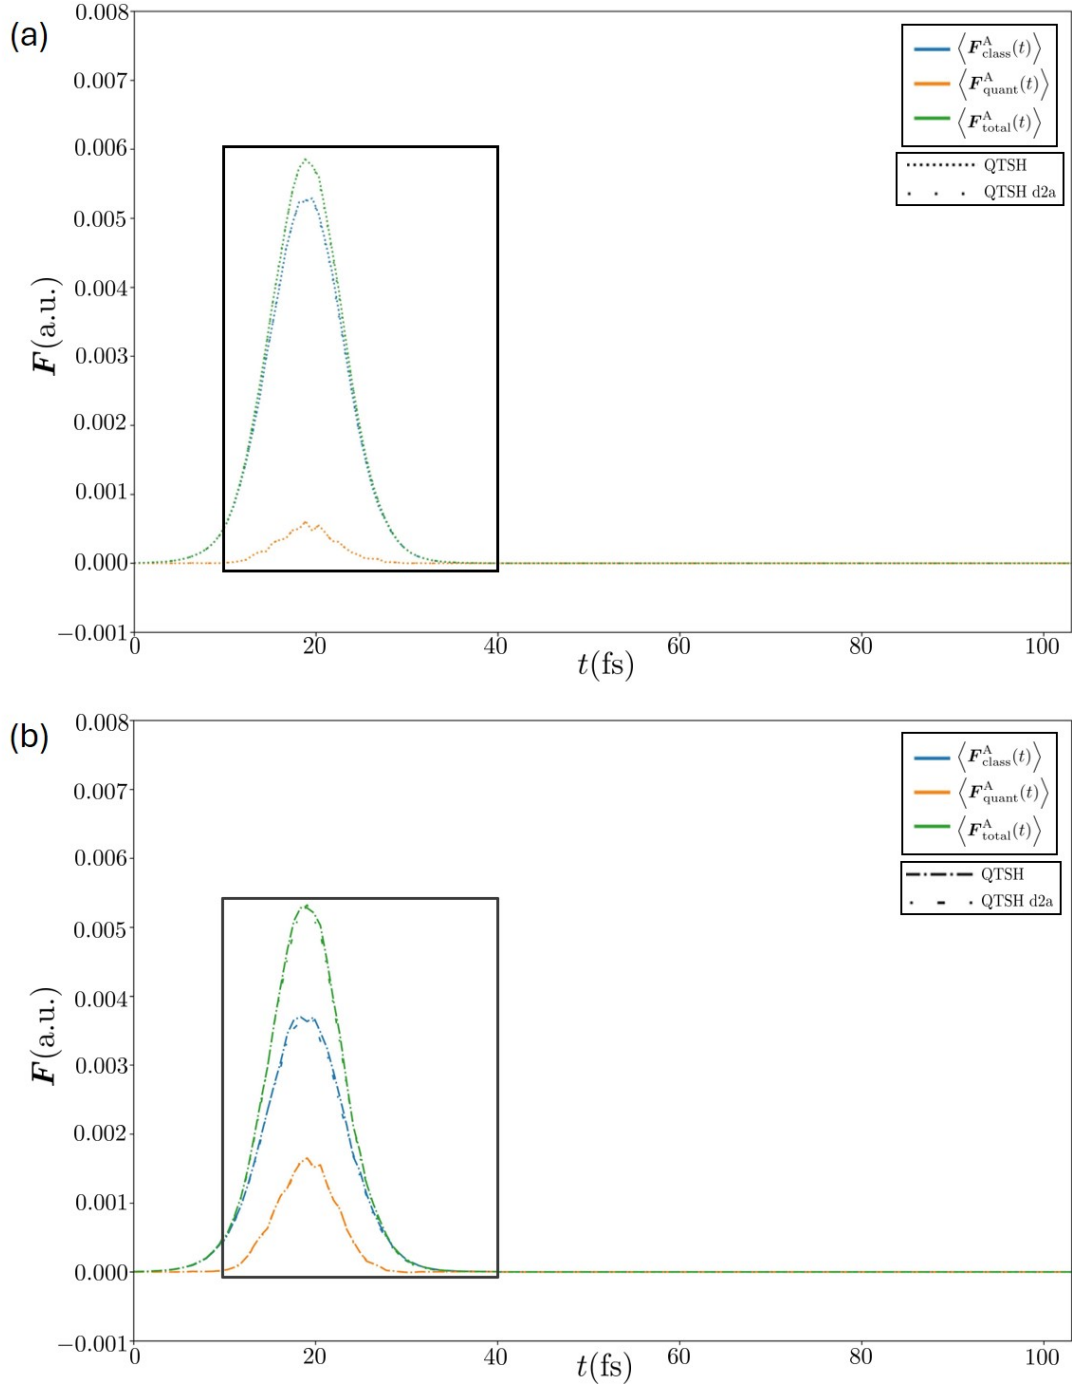 (a)
0.008
0.007
0.006
0.005
0.004
0.003
0.002
0.001
0.000
−0.001
F(a.u.)
0 20 40 60 80 100
t(fs)
⟨F^A_class(t)⟩
⟨F^A_quant(t)⟩
⟨F^A_total(t)⟩
QTSH
QTSH d2a
(b)
0.008
0.007
0.006
0.005
0.004
0.003
0.002
0.001
0.000
−0.001
F(a.u.)
0 20 40 60 80 100
t(fs)
⟨F^A_class(t)⟩
⟨F^A_quant(t)⟩
⟨F^A_total(t)⟩
QTSH
QTSH d2a